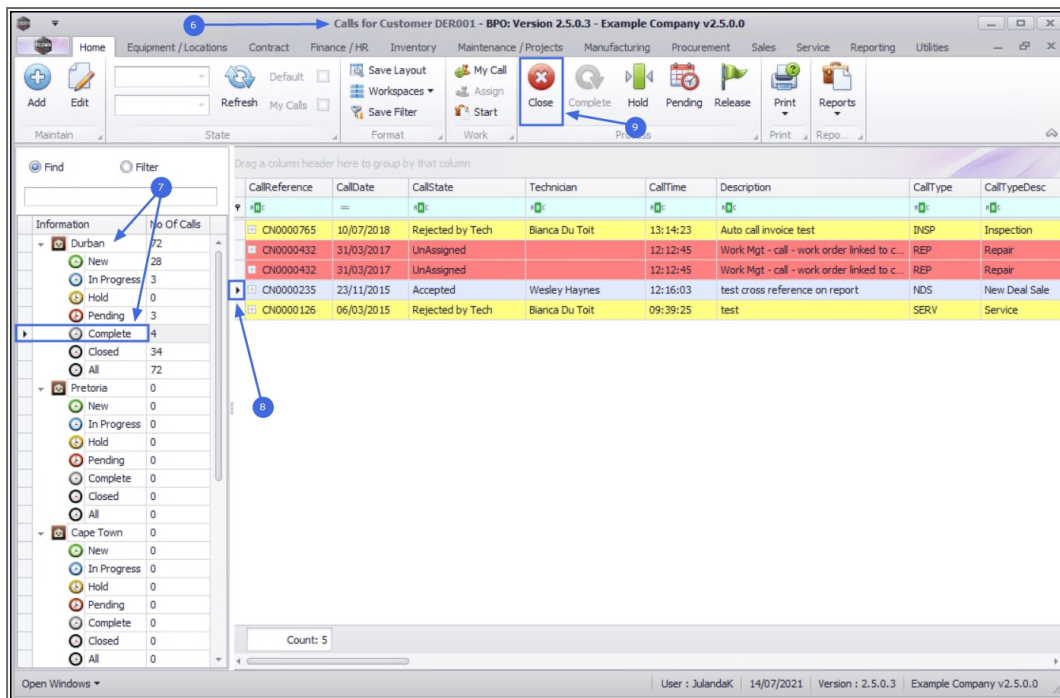 6
Calls for Customer DER001 - BPO: Version 2.5.0.3 - Example Company v2.5.0.0
Home Equipment / Locations Contract Finance / HR Inventory Maintenance / Projects Manufacturing Procurement Sales Service Reporting Utilities
Add Edit
Maintain
Refresh
Default
My Calls
State
Save Layout
Workspaces
Save Filter
Format
My Call
Assign
Start
Work
Close Complete Hold Pending Release
Process
9
Print
Print
Reports
Repo...
Find Filter
7
Information No Of Calls
Durban 72
New 28
In Progress 3
Hold 0
Pending 3
Complete 4
Closed 34
All 72
Pretoria 0
New 0
In Progress 0
Hold 0
Pending 0
Complete 0
Closed 0
All 0
Cape Town 0
New 0
In Progress 0
Hold 0
Pending 0
Complete 0
Closed 0
All 0
Drag a column header here to group by that column
CallReference CallDate CallState Technician CallTime Description CallType CallTypeDesc
CN0000765 10/07/2018 Rejected by Tech Bianca Du Toit 13:14:23 Auto call invoice test INSP Inspection
CN0000432 31/03/2017 UnAssigned 12:12:45 Work Mgt - call - work order linked to c... REP Repair
CN0000432 31/03/2017 UnAssigned 12:12:45 Work Mgt - call - work order linked to c... REP Repair
CN0000235 23/11/2015 Accepted Wesley Haynes 12:16:03 test cross reference on report NDS New Deal Sale
CN0000126 06/03/2015 Rejected by Tech Bianca Du Toit 09:39:25 test SERV Service
8
Count: 5
Open Windows
User : JulandaK 14/07/2021 Version : 2.5.0.3 Example Company v2.5.0.0